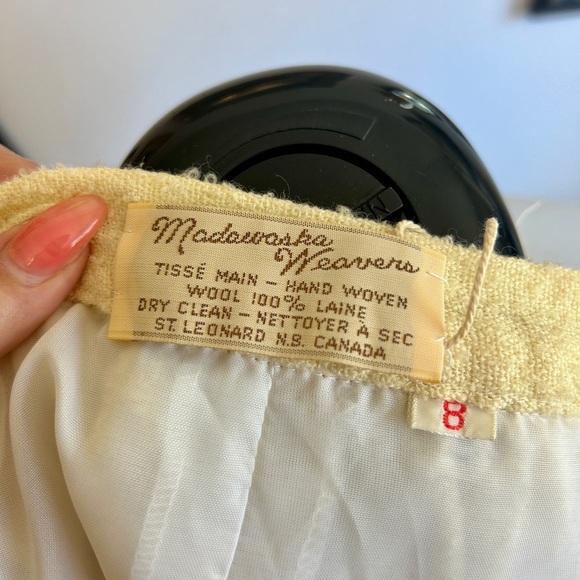 Madawaska
Weavers
TISSÉ MAIN - HAND WOVEN
WOOL 100% LAINE
DRY CLEAN - NETTOYER À SEC
ST. LEONARD N.B. CANADA
8